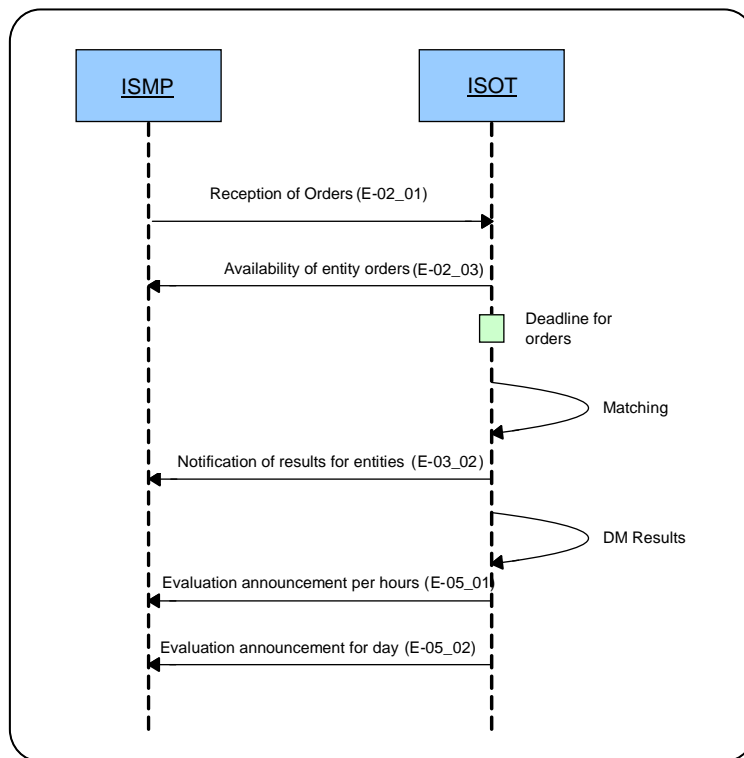 ISMP
ISOT
Reception of Orders (E-02_01)
Availability of entity orders (E-02_03)
Deadline for
orders
Matching
Notification of results for entities (E-03_02)
DM Results
Evaluation announcement per hours (E-05_01)
Evaluation announcement for day (E-05_02)